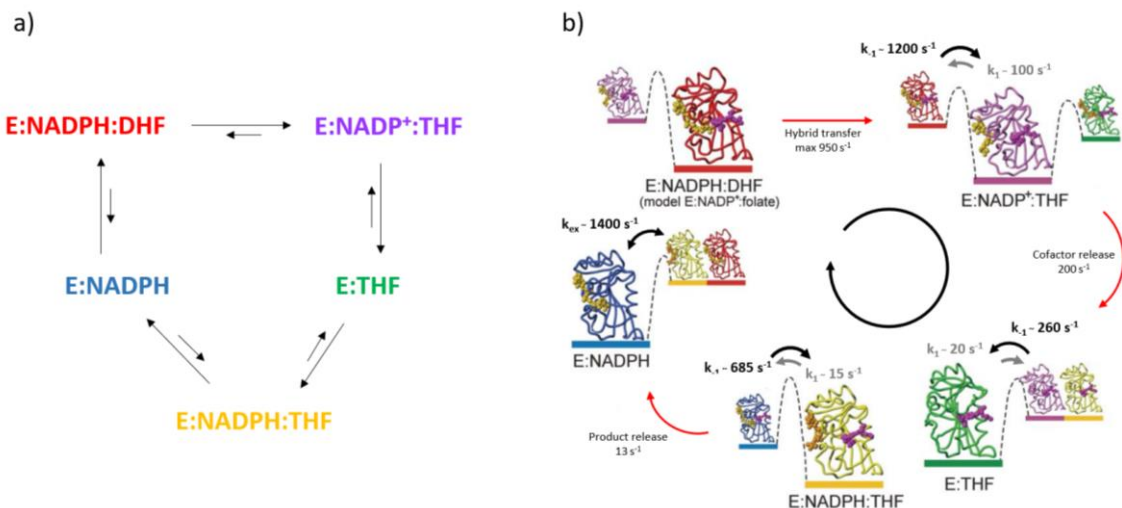 a)
E:NADPH:DHF
E:NADP+:THF
E:NADPH
E:THF
E:NADPH:THF
b)
k-1 ~ 1200 s-1
k1 ~ 100 s-1
Hybrid transfer
max 950 s-1
E:NADPH:DHF
(model E:NADP+:folate)
E:NADP+:THF
kex ~ 1400 s-1
Cofactor release
200 s-1
E:NADPH
k-1 ~ 685 s-1
k1 ~ 15 s-1
k-1 ~ 260 s-1
k1 ~ 20 s-1
Product release
13 s-1
E:NADPH:THF
E:THF